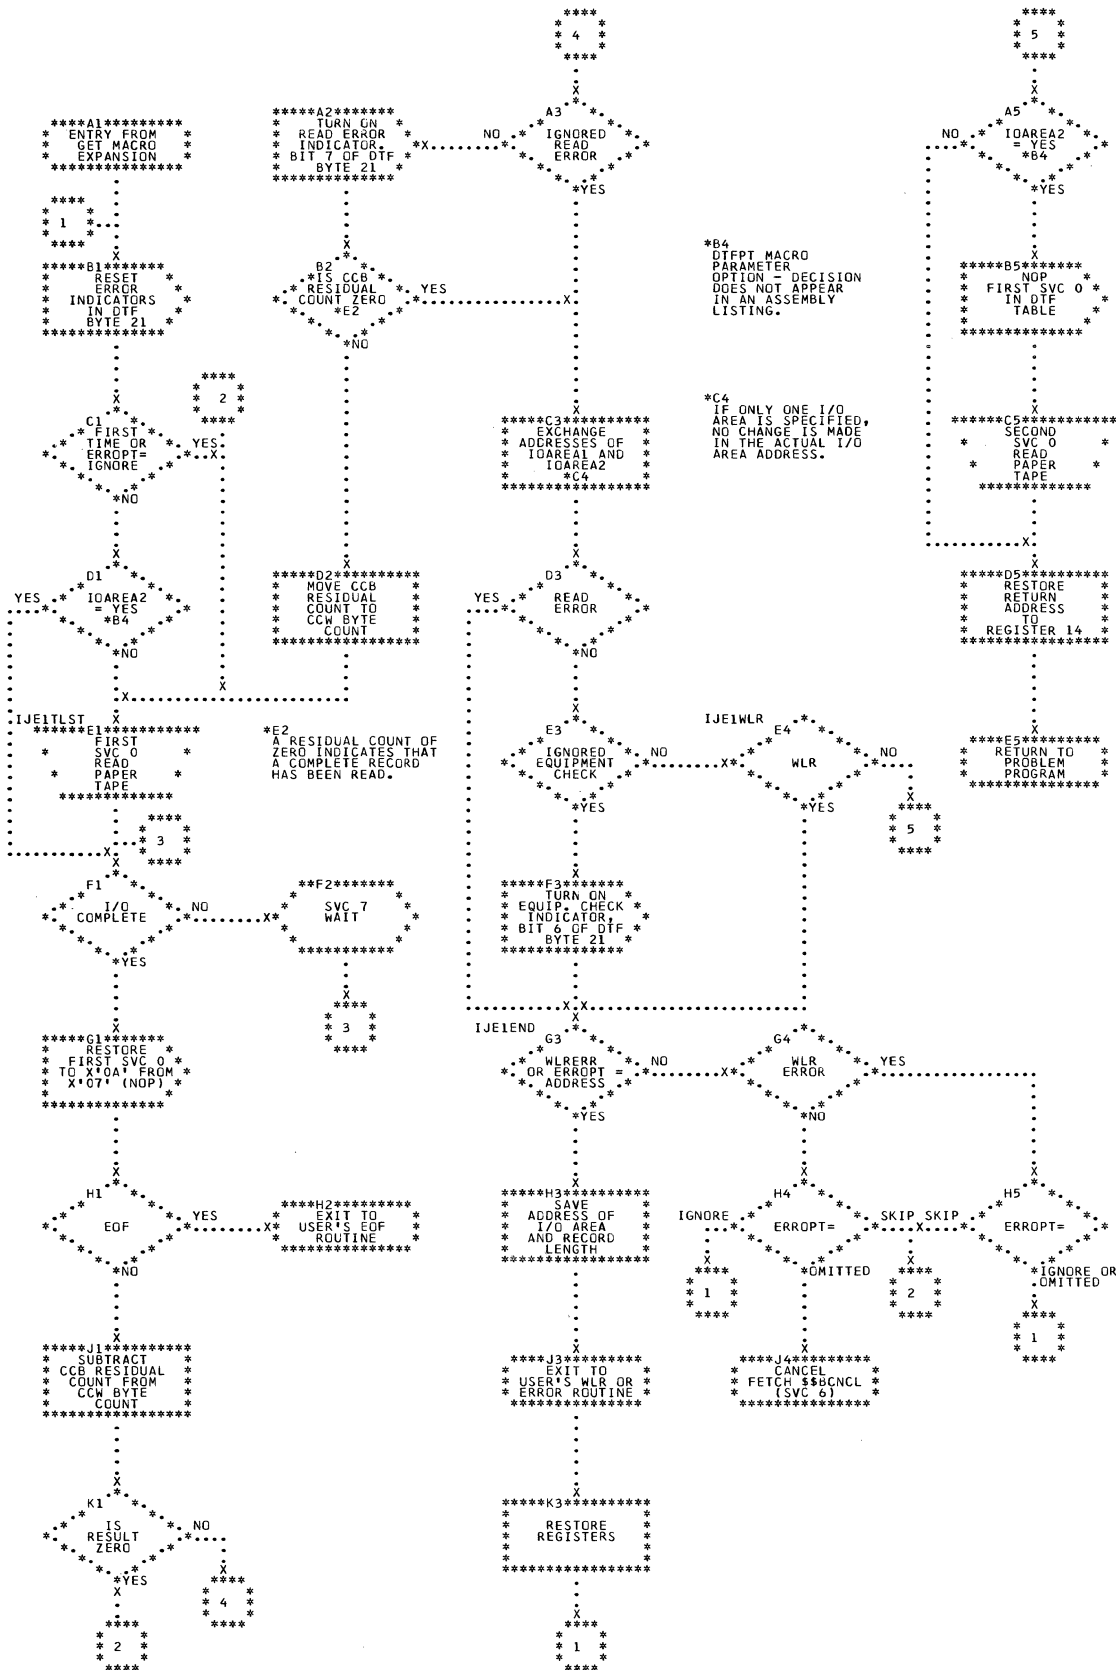 4
5
A1
ENTRY FROM
GET MACRO
EXPANSION
A2
TURN ON
READ ERROR
INDICATOR.
BIT 7 OF DTF
BYTE 21
A3
IGNORED
READ
ERROR
NO
YES
A5
IOAREA2
= YES
*B4
NO
YES
1
B1
RESET
ERROR
INDICATORS
IN DTF
BYTE 21
B2
*IS CCB
RESIDUAL
COUNT ZERO
*E2
YES
NO
*B4
DTFPT MACRO
PARAMETER
OPTION - DECISION
DOES NOT APPEAR
IN AN ASSEMBLY
LISTING.
B5
NOP
FIRST SVC 0
IN DTF
TABLE
2
C1
FIRST
TIME OR
ERROPT=
IGNORE
YES
NO
C3
EXCHANGE
ADDRESSES OF
IOAREA1 AND
IOAREA2
*C4
*C4
IF ONLY ONE I/O
AREA IS SPECIFIED,
NO CHANGE IS MADE
IN THE ACTUAL I/O
AREA ADDRESS.
C5
SECOND
SVC 0
READ
PAPER
TAPE
D1
IOAREA2
= YES
*B4
YES
NO
D2
MOVE CCB
RESIDUAL
COUNT TO
CCW BYTE
COUNT
D3
READ
ERROR
YES
NO
D5
RESTORE
RETURN
ADDRESS
TO
REGISTER 14
IJE1TLST
E1
FIRST
SVC 0
READ
PAPER
TAPE
*E2
A RESIDUAL COUNT OF
ZERO INDICATES THAT
A COMPLETE RECORD
HAS BEEN READ.
E3
IGNORED
EQUIPMENT
CHECK
NO
YES
IJE1WLR
E4
WLR
NO
YES
E5
RETURN TO
PROBLEM
PROGRAM
3
5
F1
I/O
COMPLETE
NO
YES
F2
SVC 7
WAIT
F3
TURN ON
EQUIP. CHECK
INDICATOR,
BIT 6 OF DTF
BYTE 21
3
G1
RESTORE
FIRST SVC 0
TO X'0A' FROM
X'07' (NOP)
IJE1END
G3
WLRERR
OR ERROPT =
ADDRESS
NO
YES
G4
WLR
ERROR
YES
NO
H1
EOF
YES
NO
H2
EXIT TO
USER'S EOF
ROUTINE
H3
SAVE
ADDRESS OF
I/O AREA
AND RECORD
LENGTH
H4
ERROPT=
IGNORE
SKIP
OMITTED
SKIP
H5
ERROPT=
IGNORE OR
OMITTED
1
2
1
J1
SUBTRACT
CCB RESIDUAL
COUNT FROM
CCW BYTE
COUNT
J3
EXIT TO
USER'S WLR OR
ERROR ROUTINE
J4
CANCEL
FETCH $$BCNCL
(SVC 6)
K1
IS
RESULT
ZERO
NO
YES
K3
RESTORE
REGISTERS
4
2
1